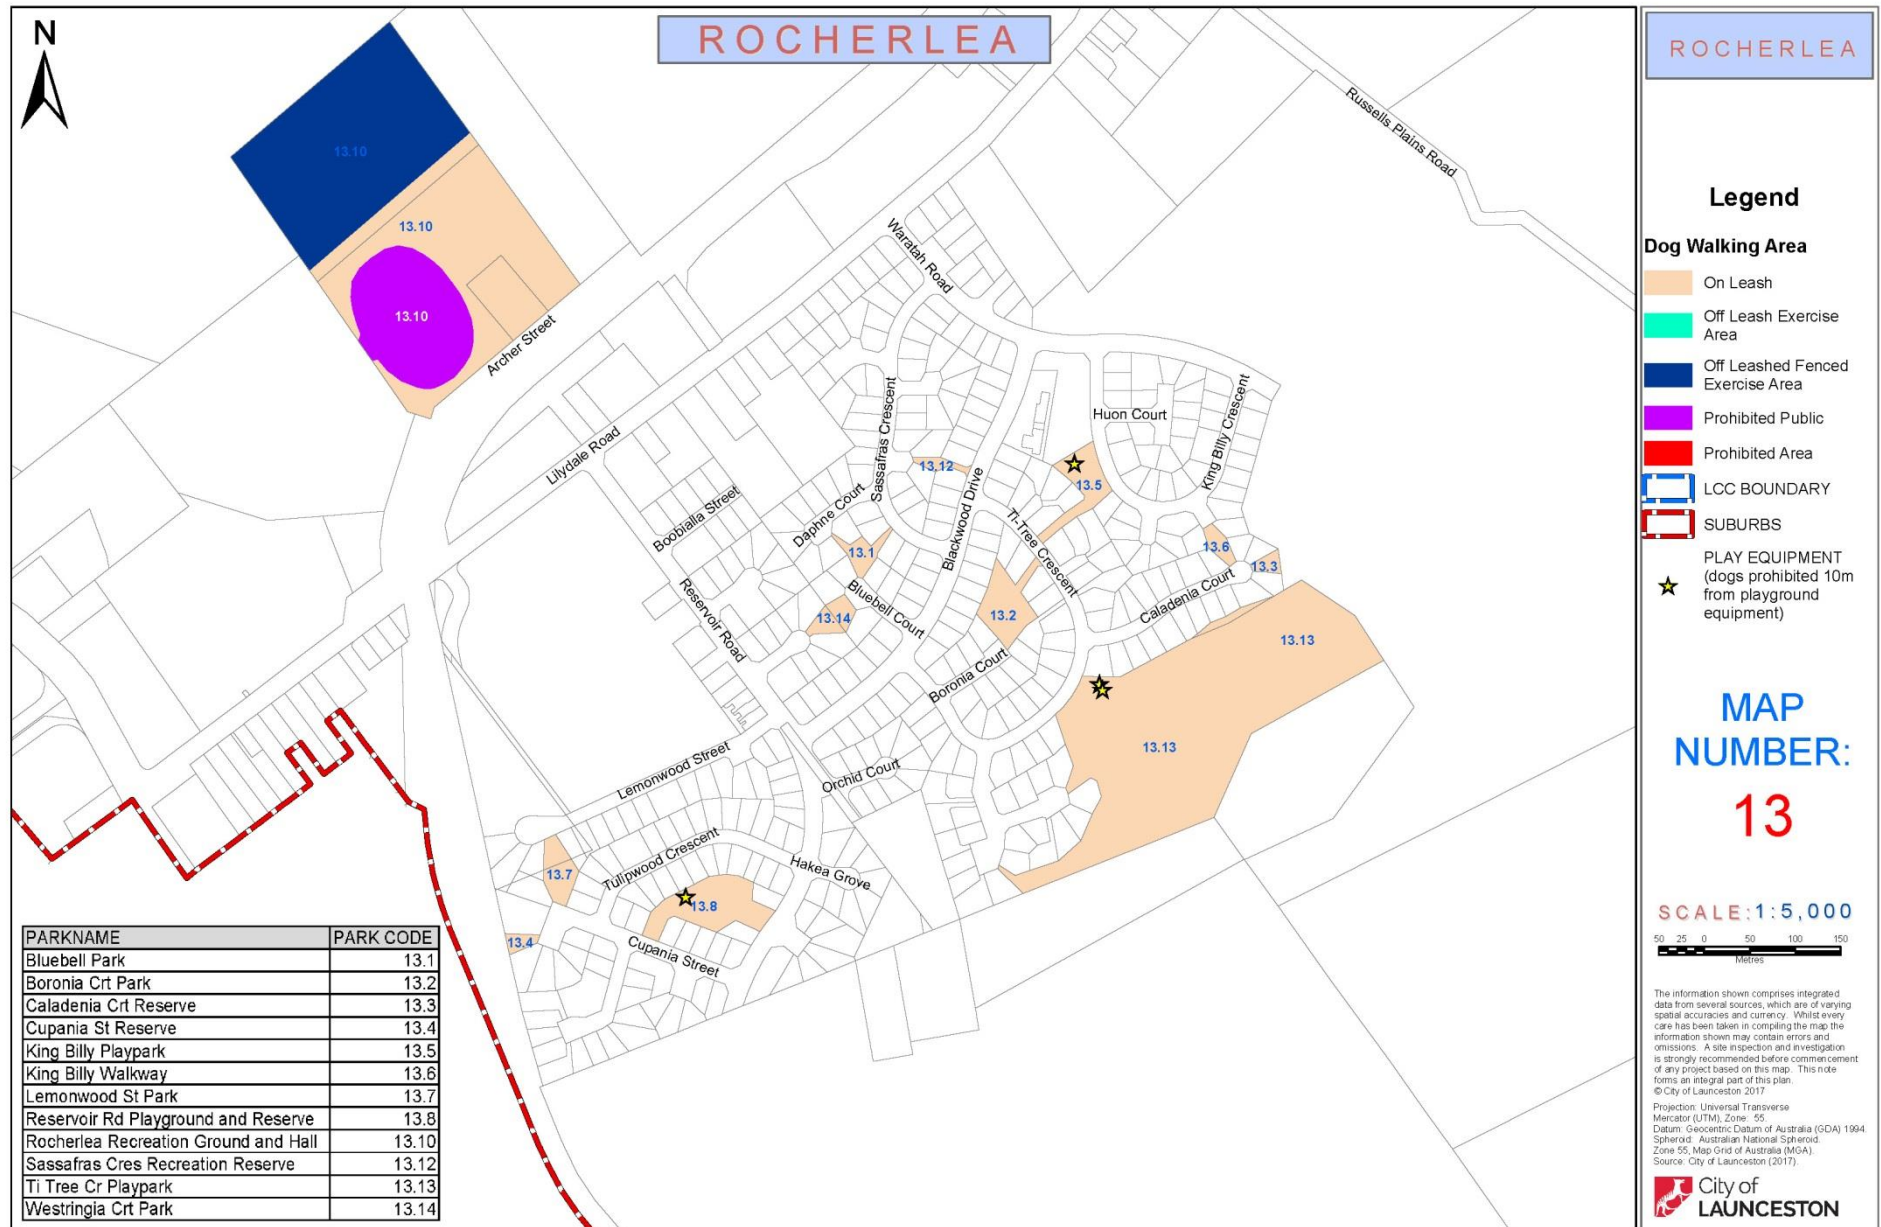 ROCHERLEA
N
13.10
13.10
13.10
Archer Street
Lilydale Road
Waratah Road
Russells Plains Road
Sassafras Crescent
Huon Court
King Billy Crescent
13.12
13.5
Blackwood Drive
Boobialla Street
Daphne Court
13.1
Ti-Tree Crescent
13.6
13.3
Caladenia Court
Reservoir Road
Bluebell Court
13.14
13.2
13.13
Boronia Court
13.13
Lemonwood Street
Orchid Court
Tulipwood Crescent
Hakea Grove
13.7
13.8
13.4
Cupania Street
PARKNAME PARK CODE
Bluebell Park 13.1
Boronia Crt Park 13.2
Caladenia Crt Reserve 13.3
Cupania St Reserve 13.4
King Billy Playpark 13.5
King Billy Walkway 13.6
Lemonwood St Park 13.7
Reservoir Rd Playground and Reserve 13.8
Rocherlea Recreation Ground and Hall 13.10
Sassafras Cres Recreation Reserve 13.12
Ti Tree Cr Playpark 13.13
Westringia Crt Park 13.14
ROCHERLEA
Legend
Dog Walking Area
On Leash
Off Leash Exercise
Area
Off Leashed Fenced
Exercise Area
Prohibited Public
Prohibited Area
LCC BOUNDARY
SUBURBS
PLAY EQUIPMENT
(dogs prohibited 10m
from playground
equipment)
MAP
NUMBER:
13
SCALE:1:5,000
50 25 0 50 100 150
Metres
The information shown comprises integrated
data from several sources, which are of varying
spatial accuracies and currency. Whilst every
care has been taken in compiling the map the
information shown may contain errors and
omissions. A site inspection and investigation
is strongly recommended before commencement
of any project based on this map. This note
forms an integral part of this plan.
© City of Launceston 2017
Projection: Universal Transverse
Mercator (UTM), Zone: 55.
Datum: Geocentric Datum of Australia (GDA) 1994.
Spheroid: Australian National Spheroid.
Zone 55, Map Grid of Australia (MGA).
Source: City of Launceston (2017).
City of
LAUNCESTON